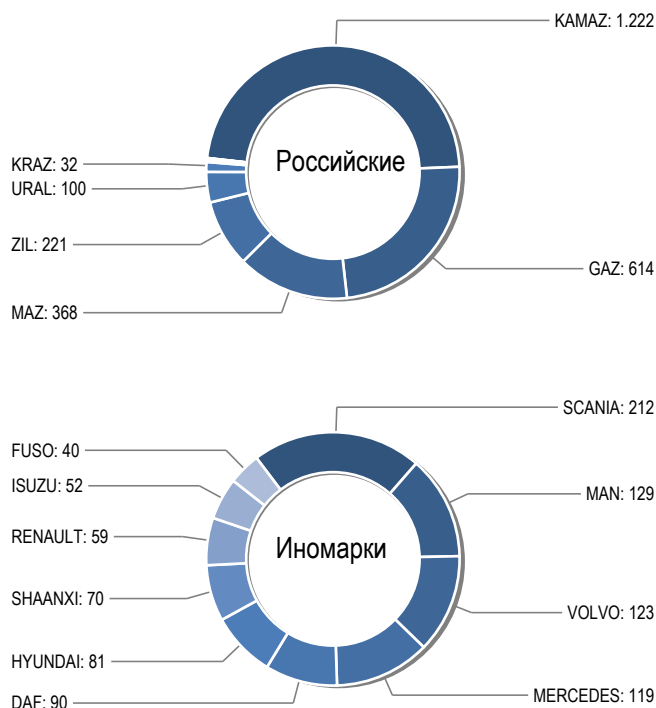 KAMAZ: 1.222
KRAZ: 32
Российские
URAL: 100
ZIL: 221
GAZ: 614
MAZ: 368
SCANIA: 212
FUSO: 40
ISUZU: 52
MAN: 129
RENAULT: 59
Иномарки
SHAANXI: 70
VOLVO: 123
HYUNDAI: 81
DAF: 90
MERCEDES: 119